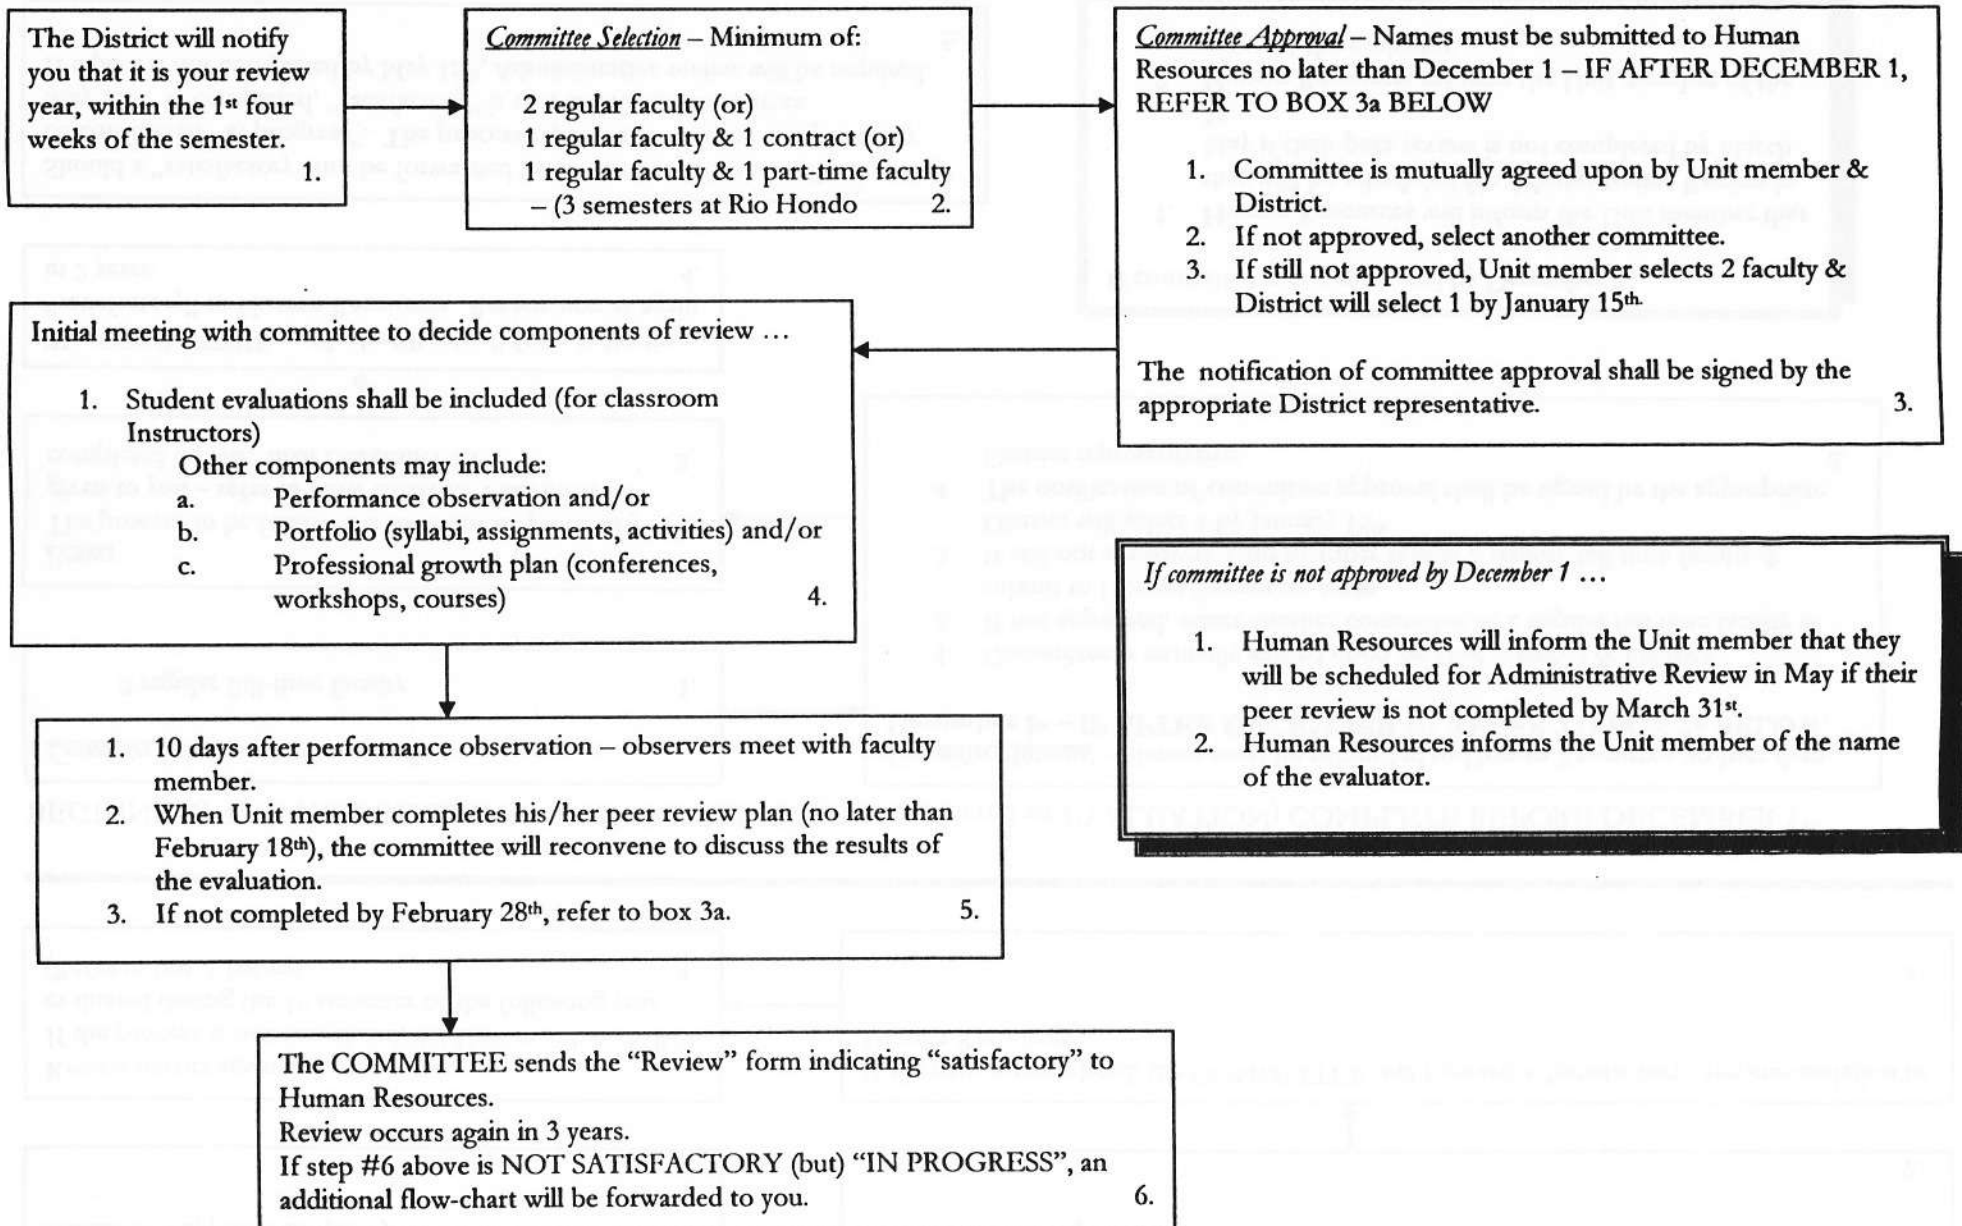 The District will notify
you that it is your review
year, within the 1st four
weeks of the semester.
1.
Committee Selection – Minimum of:
2 regular faculty (or)
1 regular faculty & 1 contract (or)
1 regular faculty & 1 part-time faculty
– (3 semesters at Rio Hondo 2.
Committee Approval – Names must be submitted to Human
Resources no later than December 1 – IF AFTER DECEMBER 1,
REFER TO BOX 3a BELOW
1. Committee is mutually agreed upon by Unit member &
District.
2. If not approved, select another committee.
3. If still not approved, Unit member selects 2 faculty &
District will select 1 by January 15th.
The notification of committee approval shall be signed by the
appropriate District representative. 3.
Initial meeting with committee to decide components of review …
1. Student evaluations shall be included (for classroom
Instructors)
Other components may include:
a. Performance observation and/or
b. Portfolio (syllabi, assignments, activities) and/or
c. Professional growth plan (conferences,
workshops, courses) 4.
If committee is not approved by December 1 …
1. Human Resources will inform the Unit member that they
will be scheduled for Administrative Review in May if their
peer review is not completed by March 31st.
2. Human Resources informs the Unit member of the name
of the evaluator.
1. 10 days after performance observation – observers meet with faculty
member.
2. When Unit member completes his/her peer review plan (no later than
February 18th), the committee will reconvene to discuss the results of
the evaluation.
3. If not completed by February 28th, refer to box 3a. 5.
The COMMITTEE sends the “Review” form indicating “satisfactory” to
Human Resources.
Review occurs again in 3 years.
If step #6 above is NOT SATISFACTORY (but) “IN PROGRESS”, an
additional flow-chart will be forwarded to you. 6.